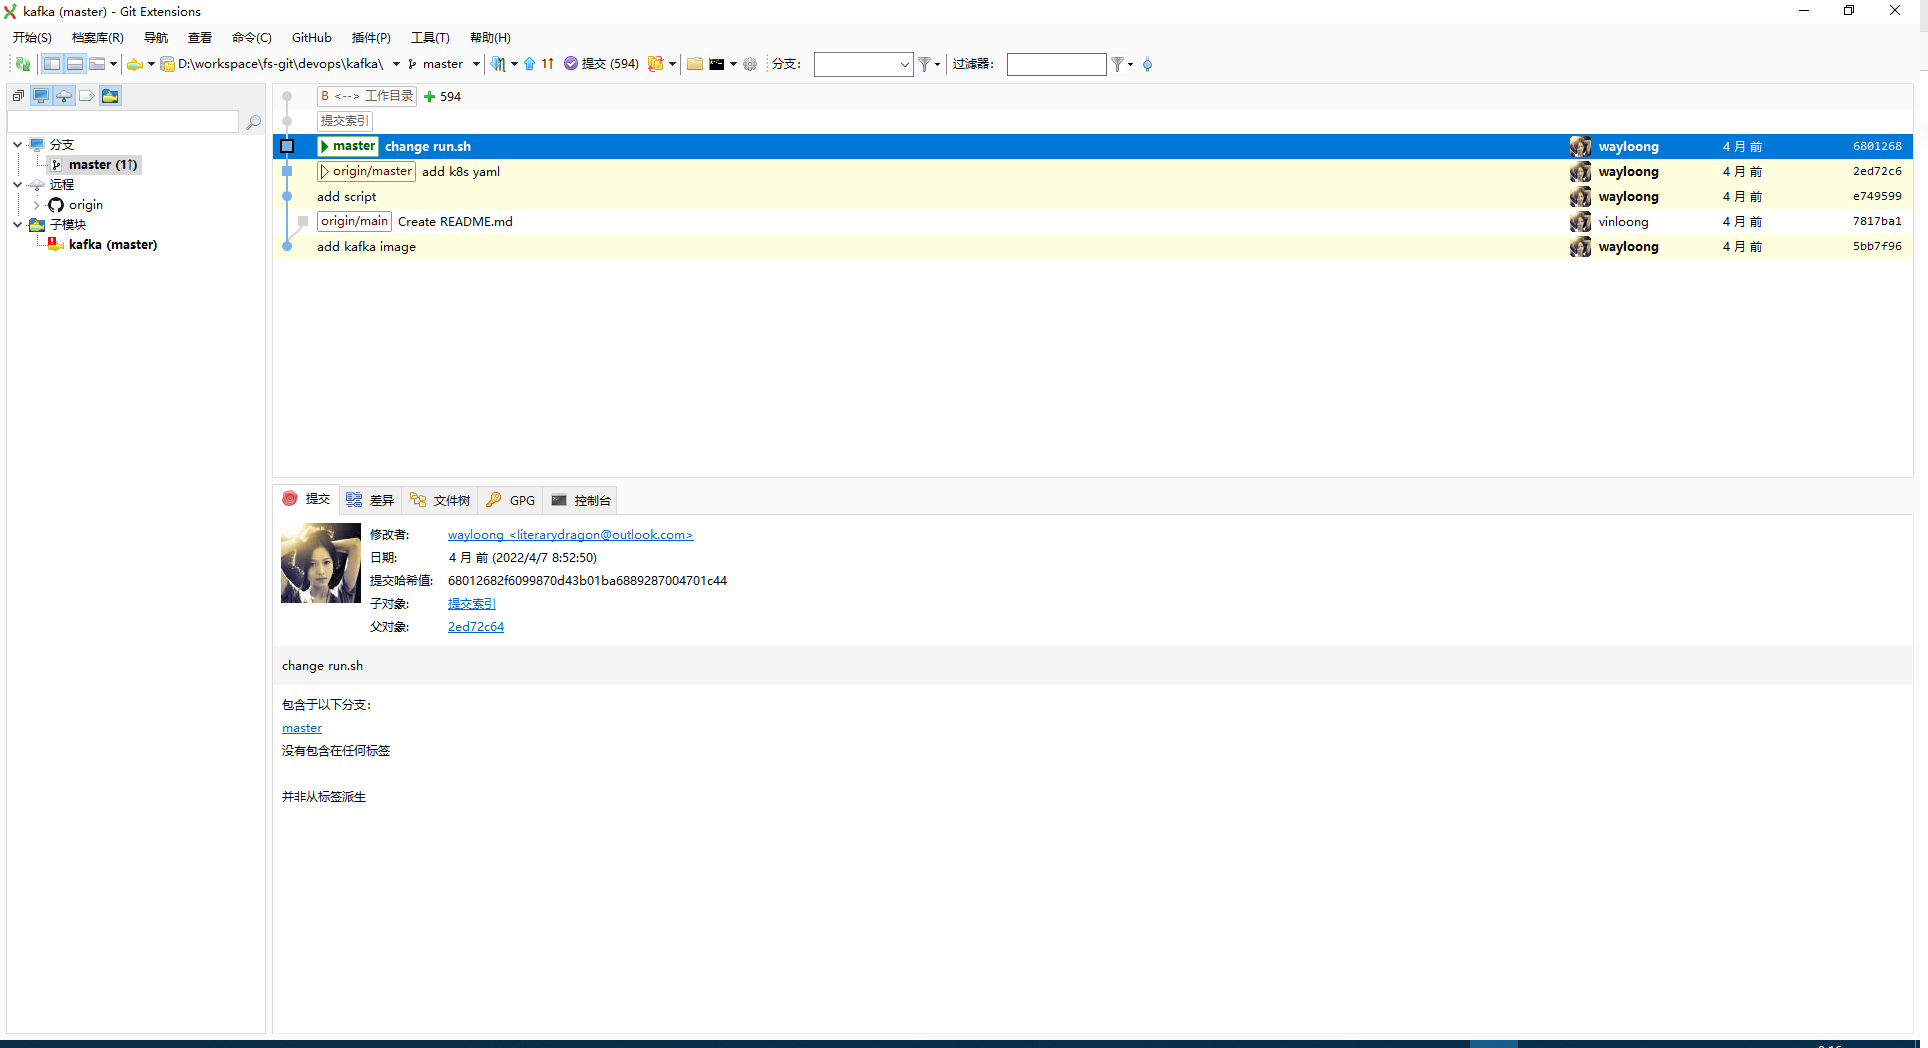 kafka (master) - Git Extensions
开始(S) 档案库(R) 导航 查看 命令(C) GitHub 插件(P) 工具(T) 帮助(H)
D:\workspace\fs-git\devops\kafka\ master 1↑ 提交 (594) 分支: 过滤器:
B <--> 工作目录 594
提交索引
master change run.sh wayloong 4 月 前 6801268
origin/master add k8s yaml wayloong 4 月 前 2ed72c6
add script wayloong 4 月 前 e749599
origin/main Create README.md vinloong 4 月 前 7817ba1
add kafka image wayloong 4 月 前 5bb7f96
分支
master (1↑)
远程
origin
子模块
kafka (master)
提交 差异 文件树 GPG 控制台
修改者: wayloong <literarydragon@outlook.com>
日期: 4 月 前 (2022/4/7 8:52:50)
提交哈希值: 68012682f6099870d43b01ba6889287004701c44
子对象: 提交索引
父对象: 2ed72c64
change run.sh
包含于以下分支:
master
没有包含在任何标签
并非从标签派生